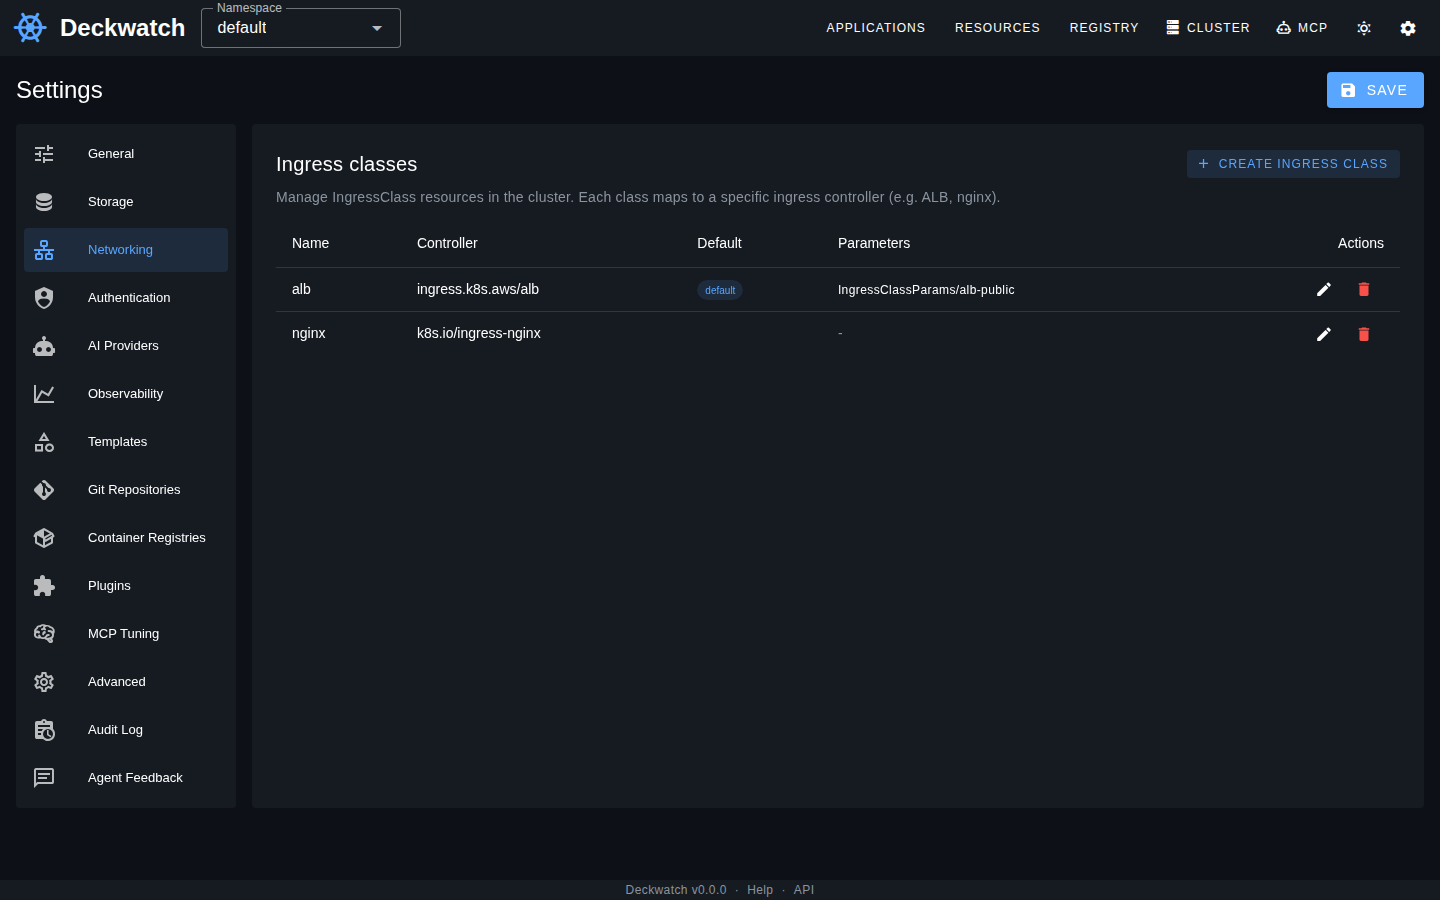 Deckwatch
Namespace
default
APPLICATIONS RESOURCES REGISTRY CLUSTER MCP
Settings
SAVE
General
Storage
Networking
Authentication
AI Providers
Observability
Templates
Git Repositories
Container Registries
Plugins
MCP Tuning
Advanced
Audit Log
Agent Feedback
Ingress classes
CREATE INGRESS CLASS
Manage IngressClass resources in the cluster. Each class maps to a specific ingress controller (e.g. ALB, nginx).
Name Controller Default Parameters Actions
alb ingress.k8s.aws/alb default IngressClassParams/alb-public
nginx k8s.io/ingress-nginx -
Deckwatch v0.0.0 · Help · API